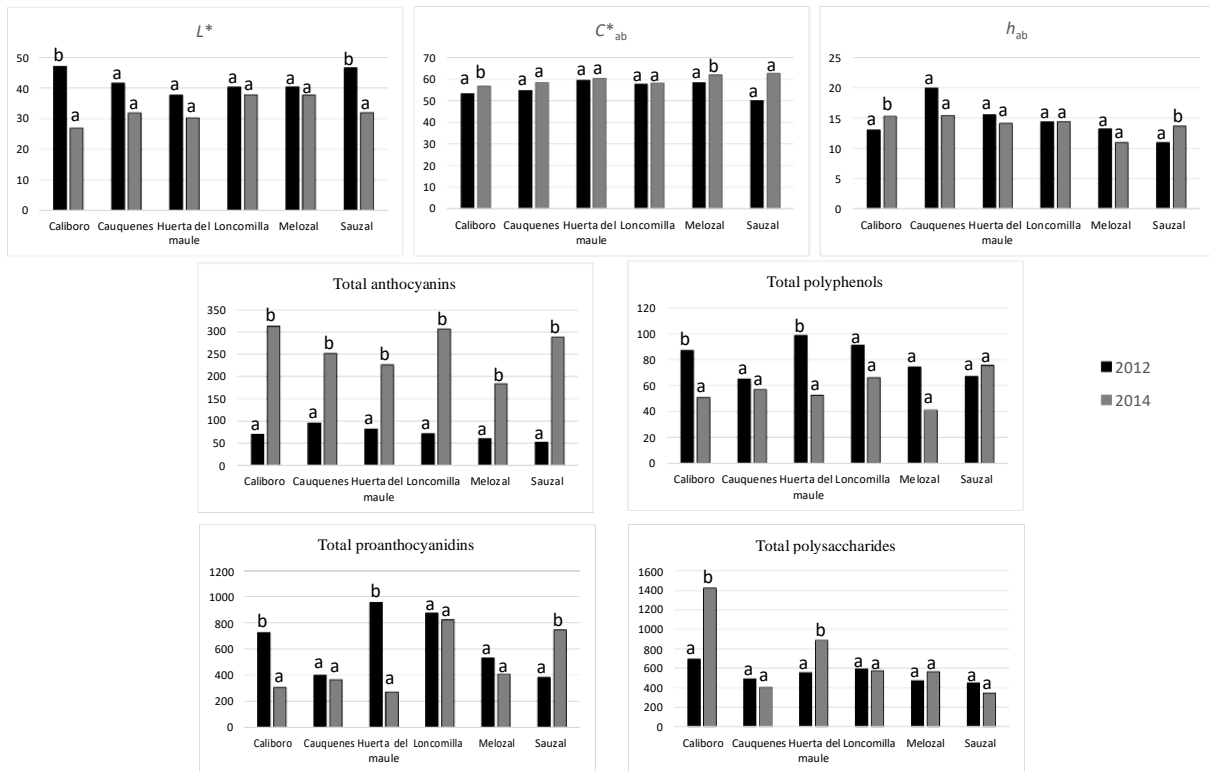 L*
50
40
30
20
10
0
b
a
a
a
a
a
a
a
a
a
b
a
Caliboro Cauquenes Huerta del Loncomilla Melozal Sauzal
maule
C*ab
70
60
50
40
30
20
10
0
a
b
a
a
a
a
a
a
a
b
a
a
Caliboro Cauquenes Huerta del Loncomilla Melozal Sauzal
maule
hab
25
20
15
10
5
0
a
b
a
a
a
a
a
a
a
a
a
b
Caliboro Cauquenes Huerta del Loncomilla Melozal Sauzal
maule
Total anthocyanins
350
300
250
200
150
100
50
0
a
b
a
b
a
b
a
b
a
b
a
b
Caliboro Cauquenes Huerta del Loncomilla Melozal Sauzal
maule
Total polyphenols
120
100
80
60
40
20
0
b
a
a
a
b
a
a
a
a
a
a
a
Caliboro Cauquenes Huerta del Loncomilla Melozal Sauzal
maule
2012
2014
Total proanthocyanidins
1200
1000
800
600
400
200
0
b
a
a
a
b
a
a
a
a
a
a
b
Caliboro Cauquenes Huerta del Loncomilla Melozal Sauzal
maule
Total polysaccharides
1600
1400
1200
1000
800
600
400
200
0
a
b
a
a
a
b
a
a
a
a
a
a
Caliboro Cauquenes Huerta del Loncomilla Melozal Sauzal
maule